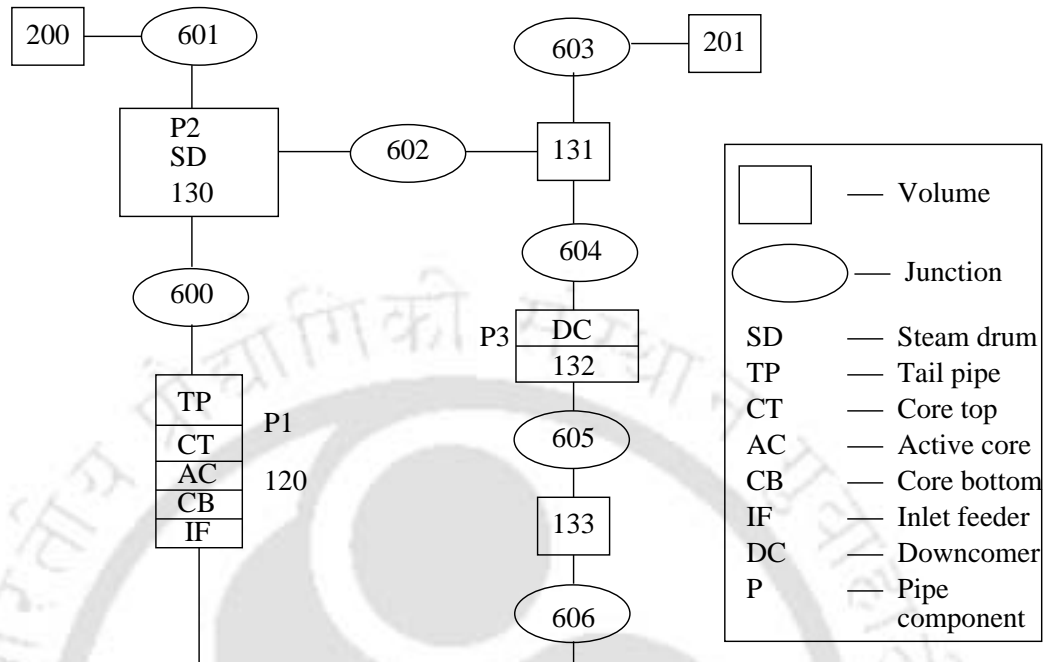 200
601
603
201
P2
SD
130
602
131
604
600
P3
DC
132
TP
CT
AC
CB
IF
P1
120
605
133
606
Volume
Junction
SD — Steam drum
TP — Tail pipe
CT — Core top
AC — Active core
CB — Core bottom
IF — Inlet feeder
DC — Downcomer
P — Pipe
component